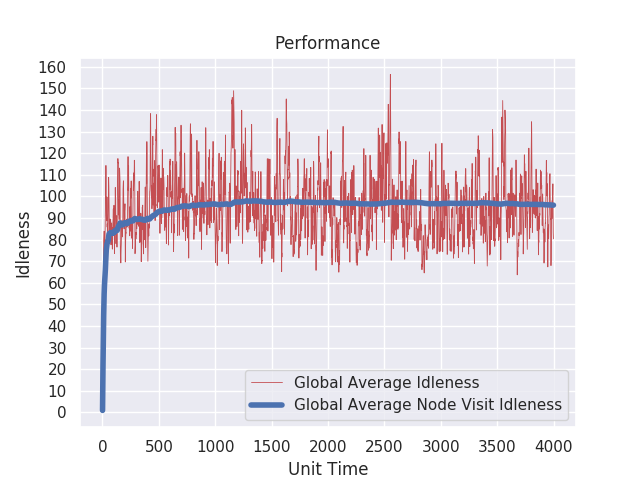 Performance
160
150
140
130
120
110
100
90
80
70
60
50
40
30
20
10
0
Idleness
Global Average Idleness
Global Average Node Visit Idleness
0 500 1000 1500 2000 2500 3000 3500 4000
Unit Time